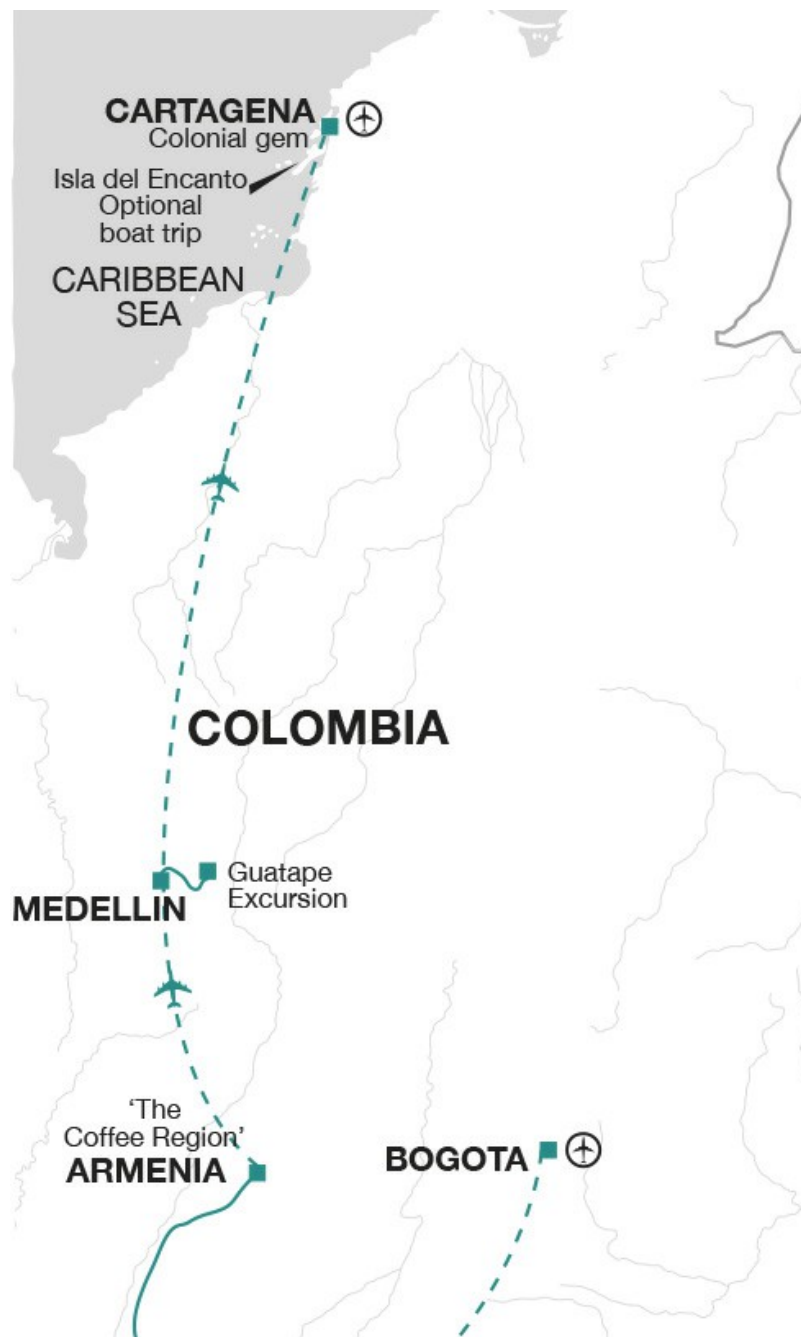 CARTAGENA
Colonial gem
Isla del Encanto
Optional
boat trip
CARIBBEAN
SEA
COLOMBIA
Guatape
Excursion
MEDELLIN
‘The
Coffee Region’
ARMENIA
BOGOTA